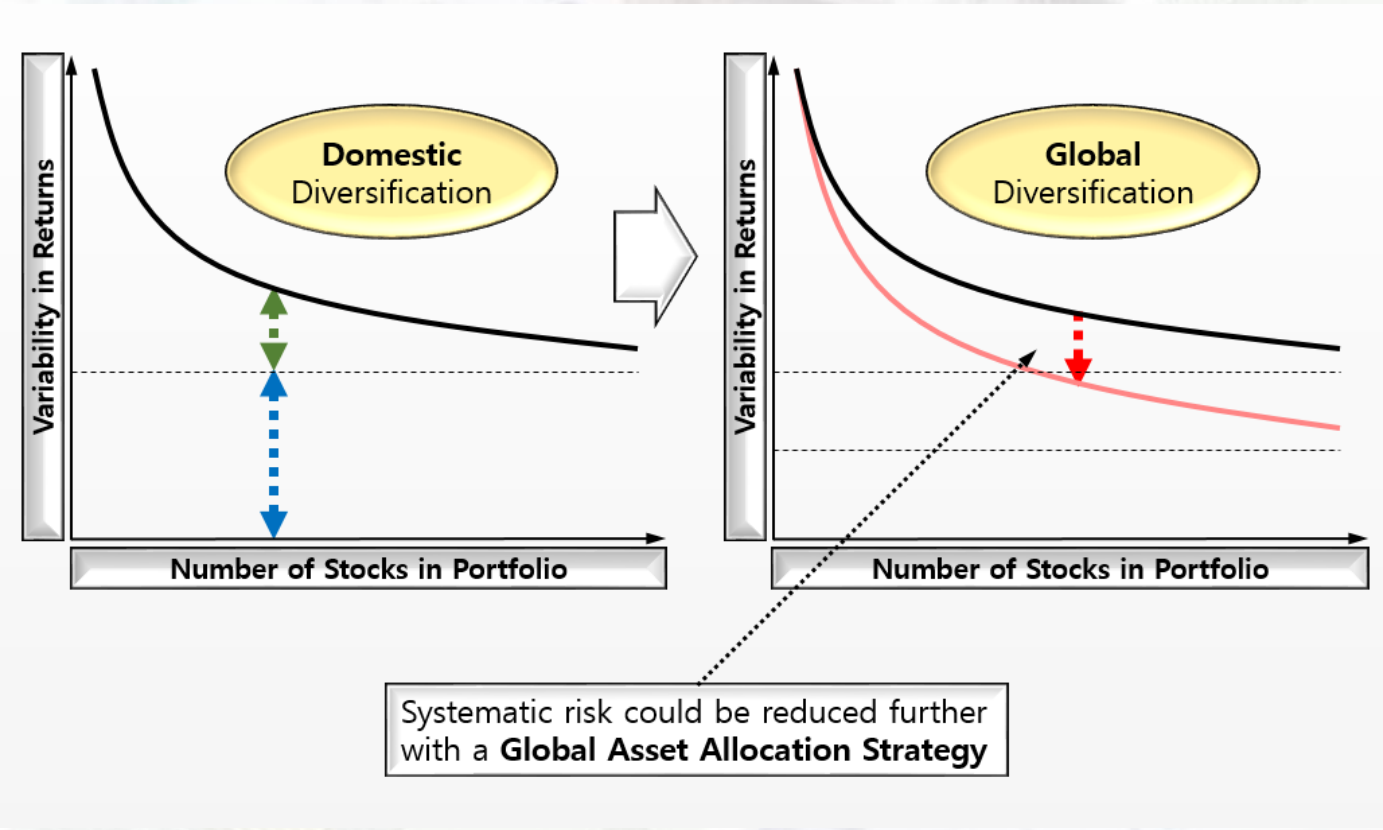 Variability in Returns
Domestic
Diversification
Number of Stocks in Portfolio
Variability in Returns
Global
Diversification
Number of Stocks in Portfolio
Systematic risk could be reduced further
with a Global Asset Allocation Strategy